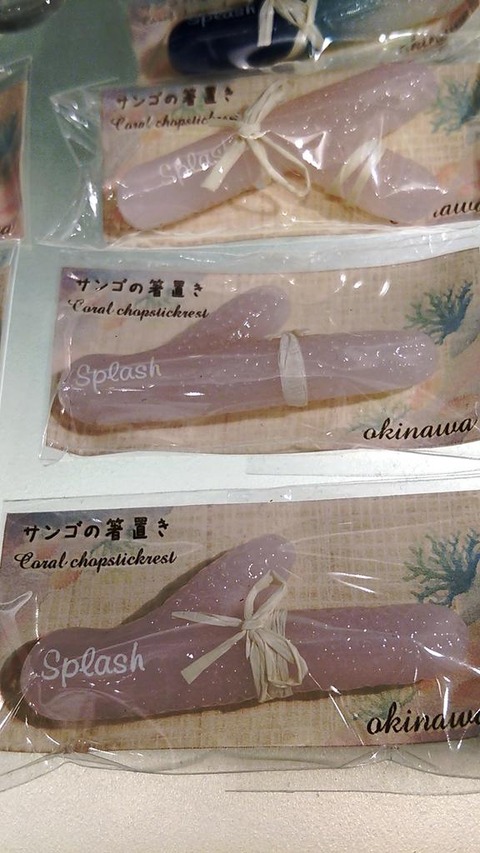 Splash
サンゴの箸置き
Coral chopstickrest
Splash
サンゴの箸置き
Coral chopstickrest
Splash
okinawa
サンゴの箸置き
Coral chopstickrest
Splash
okinawa